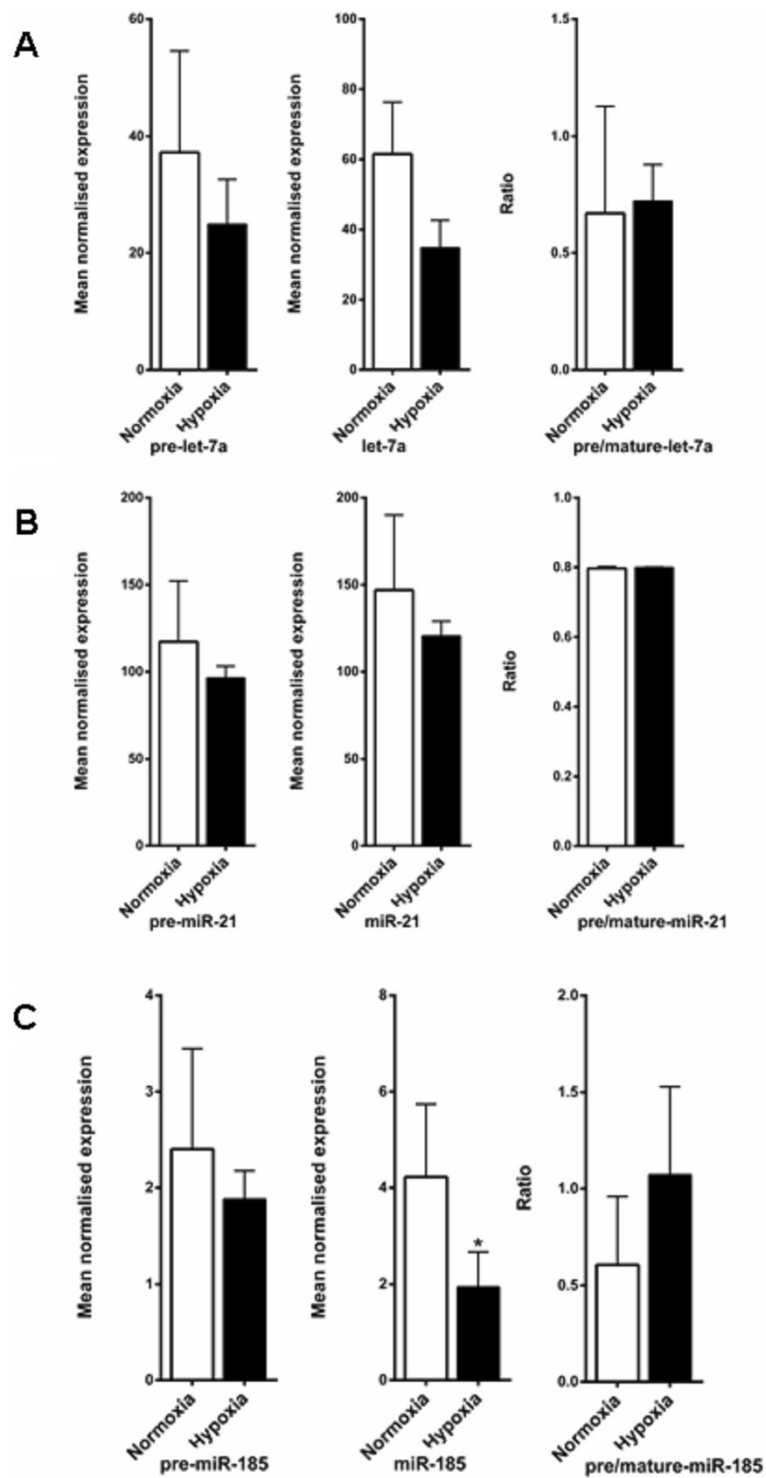 A
Mean normalised expression
60
40
20
0
Normoxia
Hypoxia
pre-let-7a
Mean normalised expression
100
80
60
40
20
0
Normoxia
Hypoxia
let-7a
Ratio
1.5
1.0
0.5
0.0
Normoxia
Hypoxia
pre/mature-let-7a
B
Mean normalised expression
200
150
100
50
0
Normoxia
Hypoxia
pre-miR-21
Mean normalised expression
200
150
100
50
0
Normoxia
Hypoxia
miR-21
Ratio
1.0
0.8
0.6
0.4
0.2
0.0
Normoxia
Hypoxia
pre/mature-miR-21
C
Mean normalised expression
4
3
2
1
0
Normoxia
Hypoxia
pre-miR-185
Mean normalised expression
8
6
4
2
0
*
Normoxia
Hypoxia
miR-185
Ratio
2.0
1.5
1.0
0.5
0.0
Normoxia
Hypoxia
pre/mature-miR-185